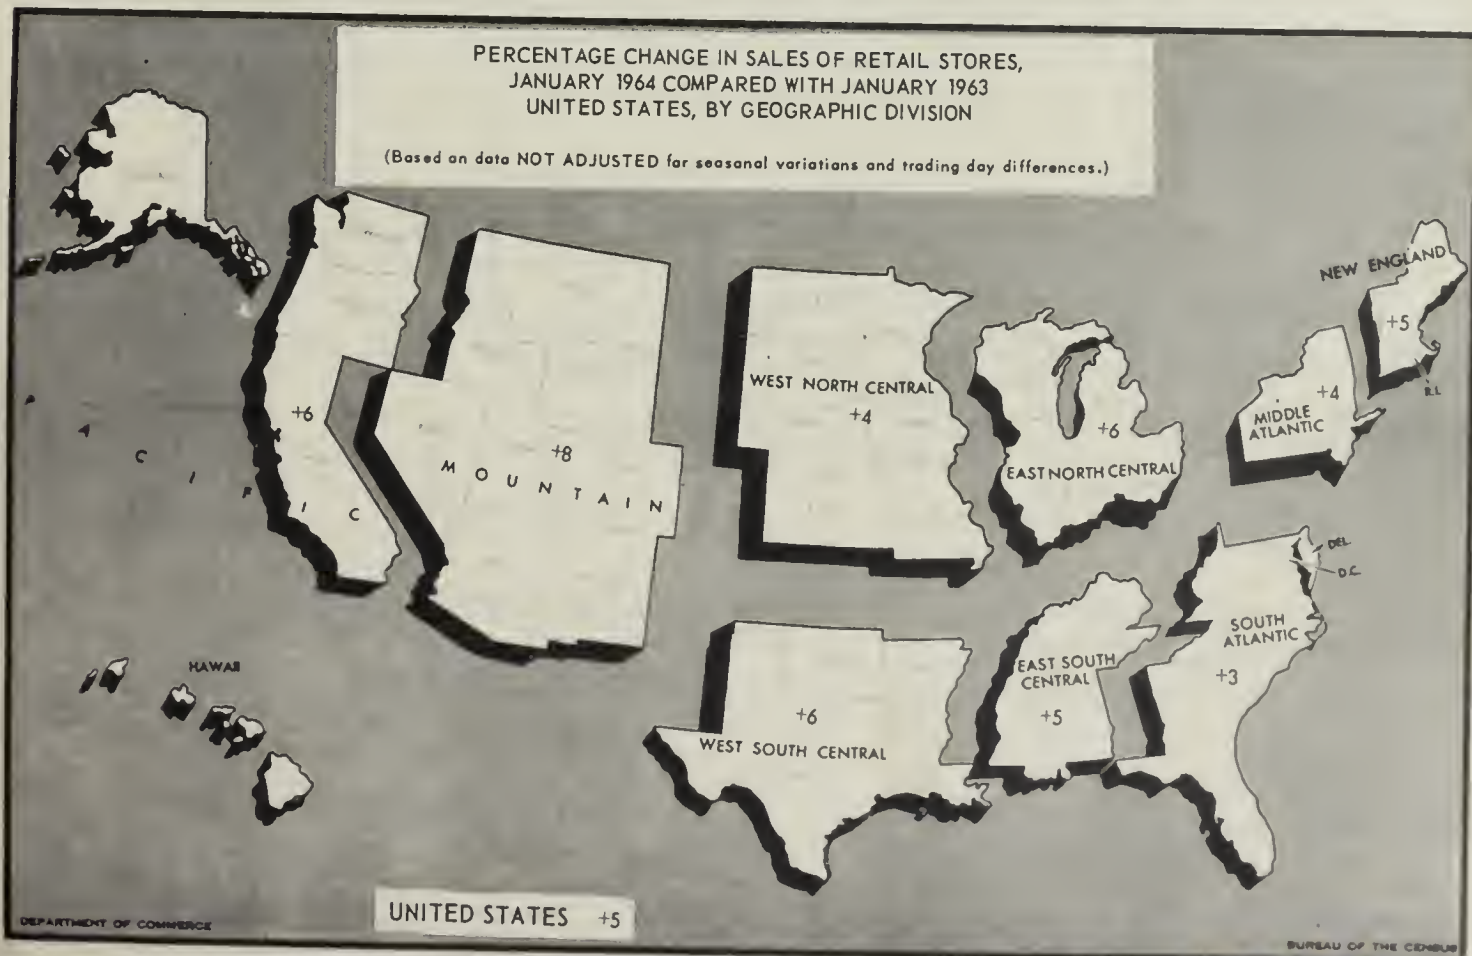 PERCENTAGE CHANGE IN SALES OF RETAIL STORES,
JANUARY 1964 COMPARED WITH JANUARY 1963
UNITED STATES, BY GEOGRAPHIC DIVISION
(Based on data NOT ADJUSTED for seasonal variations and trading day differences.)
NEW ENGLAND
+5
R.I.
WEST NORTH CENTRAL
+4
+6
EAST NORTH CENTRAL
+4
MIDDLE
ATLANTIC
+6
PACIFIC
+8
MOUNTAIN
DEL.
D.C.
SOUTH
ATLANTIC
+3
HAWAII
EAST SOUTH
CENTRAL
+5
+6
WEST SOUTH CENTRAL
UNITED STATES +5
DEPARTMENT OF COMMERCE
BUREAU OF THE CENSUS